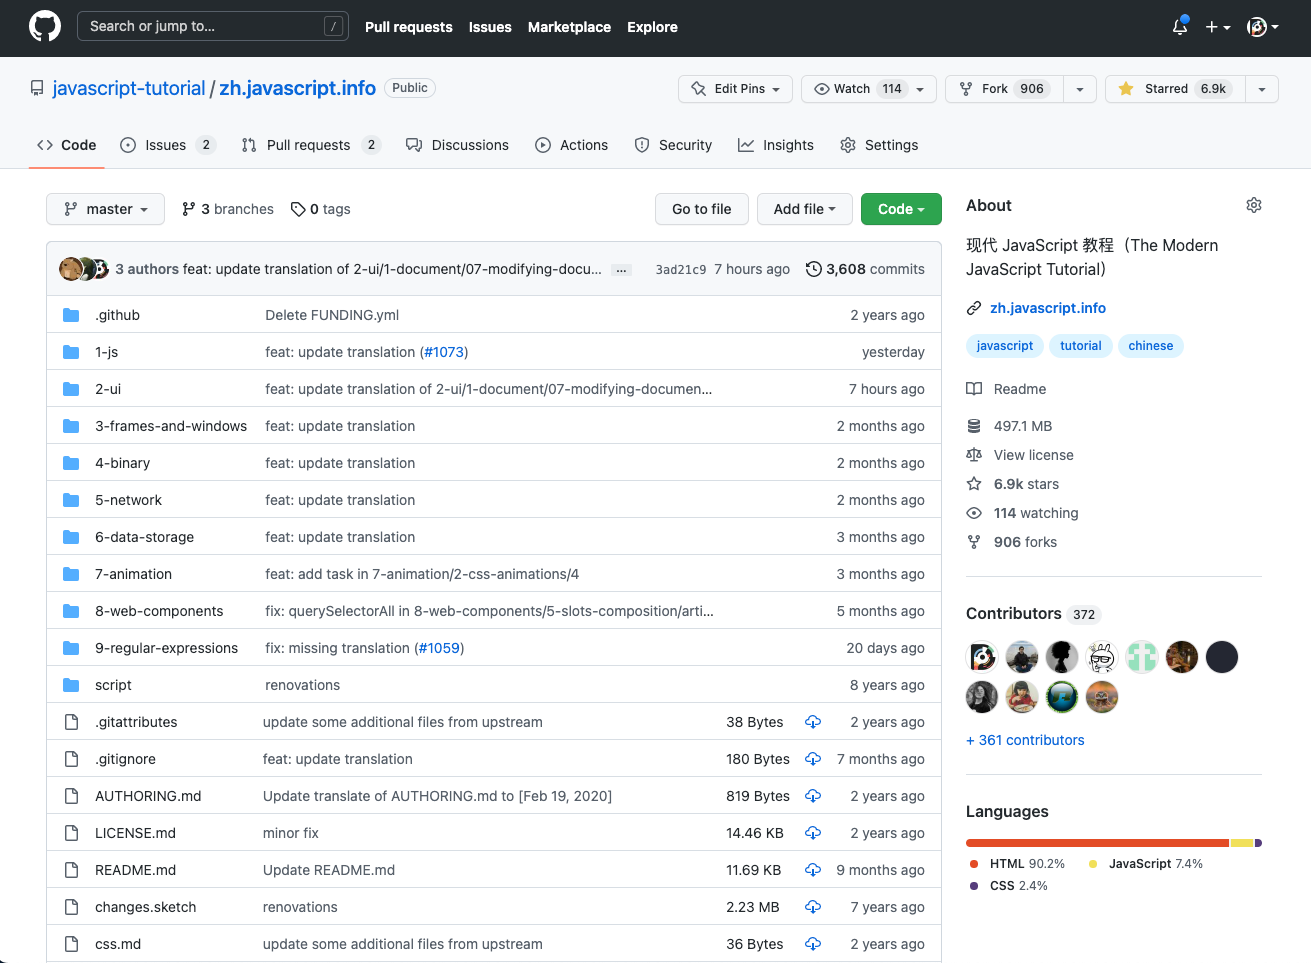 Search or jump to... /
Pull requests Issues Marketplace Explore
javascript-tutorial / zh.javascript.info Public
Edit Pins Watch 114 Fork 906 Starred 6.9k
Code Issues 2 Pull requests 2 Discussions Actions Security Insights Settings
master 3 branches 0 tags Go to file Add file Code
3 authors feat: update translation of 2-ui/1-document/07-modifying-docu... ... 3ad21c9 7 hours ago 3,608 commits
.github Delete FUNDING.yml 2 years ago
1-js feat: update translation (#1073) yesterday
2-ui feat: update translation of 2-ui/1-document/07-modifying-documen... 7 hours ago
3-frames-and-windows feat: update translation 2 months ago
4-binary feat: update translation 2 months ago
5-network feat: update translation 2 months ago
6-data-storage feat: update translation 3 months ago
7-animation feat: add task in 7-animation/2-css-animations/4 3 months ago
8-web-components fix: querySelectorAll in 8-web-components/5-slots-composition/arti... 5 months ago
9-regular-expressions fix: missing translation (#1059) 20 days ago
script renovations 8 years ago
.gitattributes update some additional files from upstream 38 Bytes 2 years ago
.gitignore feat: update translation 180 Bytes 7 months ago
AUTHORING.md Update translate of AUTHORING.md to [Feb 19, 2020] 819 Bytes 2 years ago
LICENSE.md minor fix 14.46 KB 2 years ago
README.md Update README.md 11.69 KB 9 months ago
changes.sketch renovations 2.23 MB 7 years ago
css.md update some additional files from upstream 36 Bytes 2 years ago
About
现代 JavaScript 教程（The Modern
JavaScript Tutorial）
zh.javascript.info
javascript tutorial chinese
Readme
497.1 MB
View license
6.9k stars
114 watching
906 forks
Contributors 372
+ 361 contributors
Languages
HTML 90.2% JavaScript 7.4%
CSS 2.4%